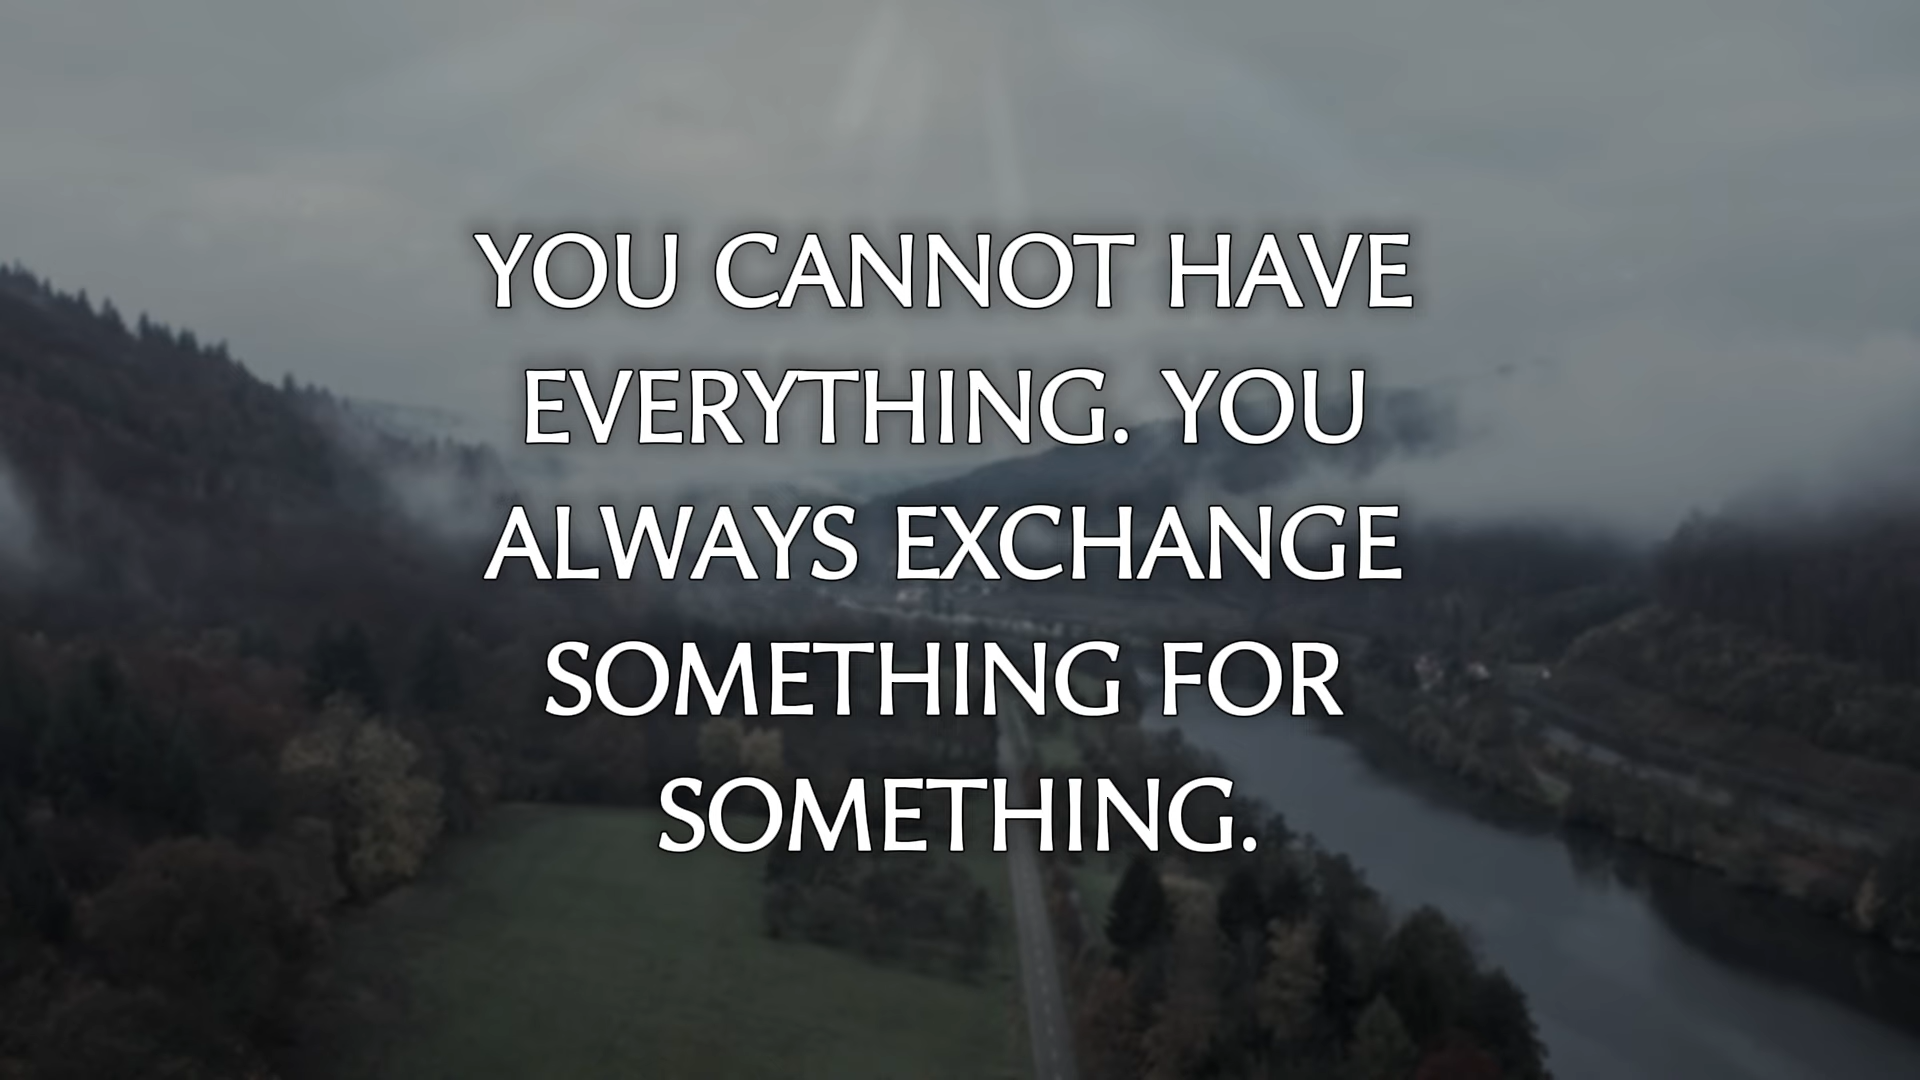 YOU CANNOT HAVE
EVERYTHING. YOU
ALWAYS EXCHANGE
SOMETHING FOR
SOMETHING.